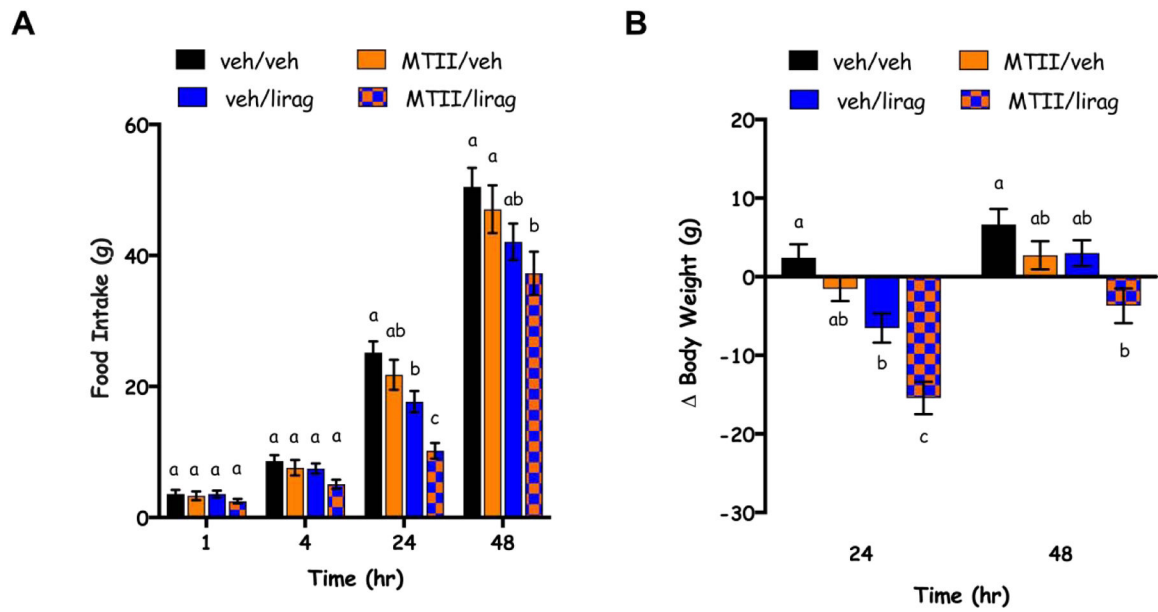 A
veh/veh MTII/veh
veh/lirag MTII/lirag
60
40
20
0
Food Intake (g)
a a a a
a a a a
a ab b c
a a ab b
1 4 24 48
Time (hr)
B
veh/veh MTII/veh
veh/lirag MTII/lirag
20
10
0
-10
-20
-30
Δ Body Weight (g)
a ab b c
a ab ab b
24 48
Time (hr)